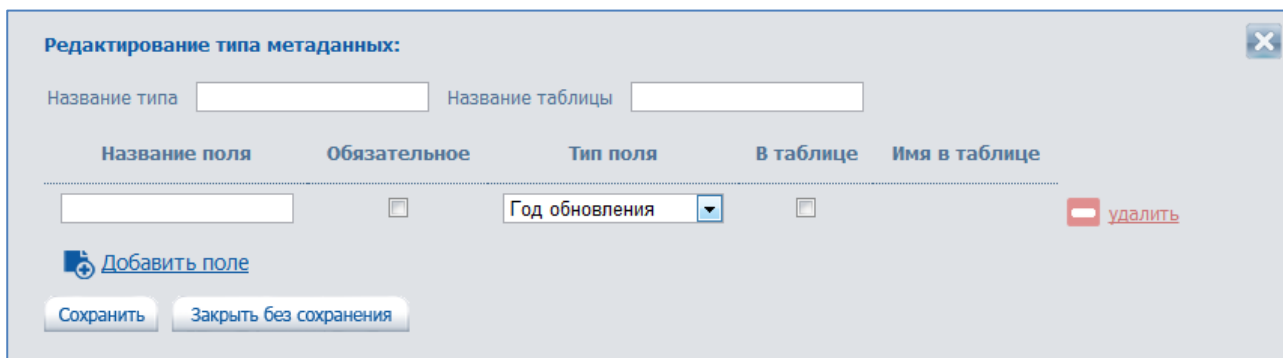 Редактирование типа метаданных:
Название типа Название таблицы
Название поля Обязательное Тип поля В таблице Имя в таблице
Год обновления удалить
Добавить поле
Сохранить Закрыть без сохранения